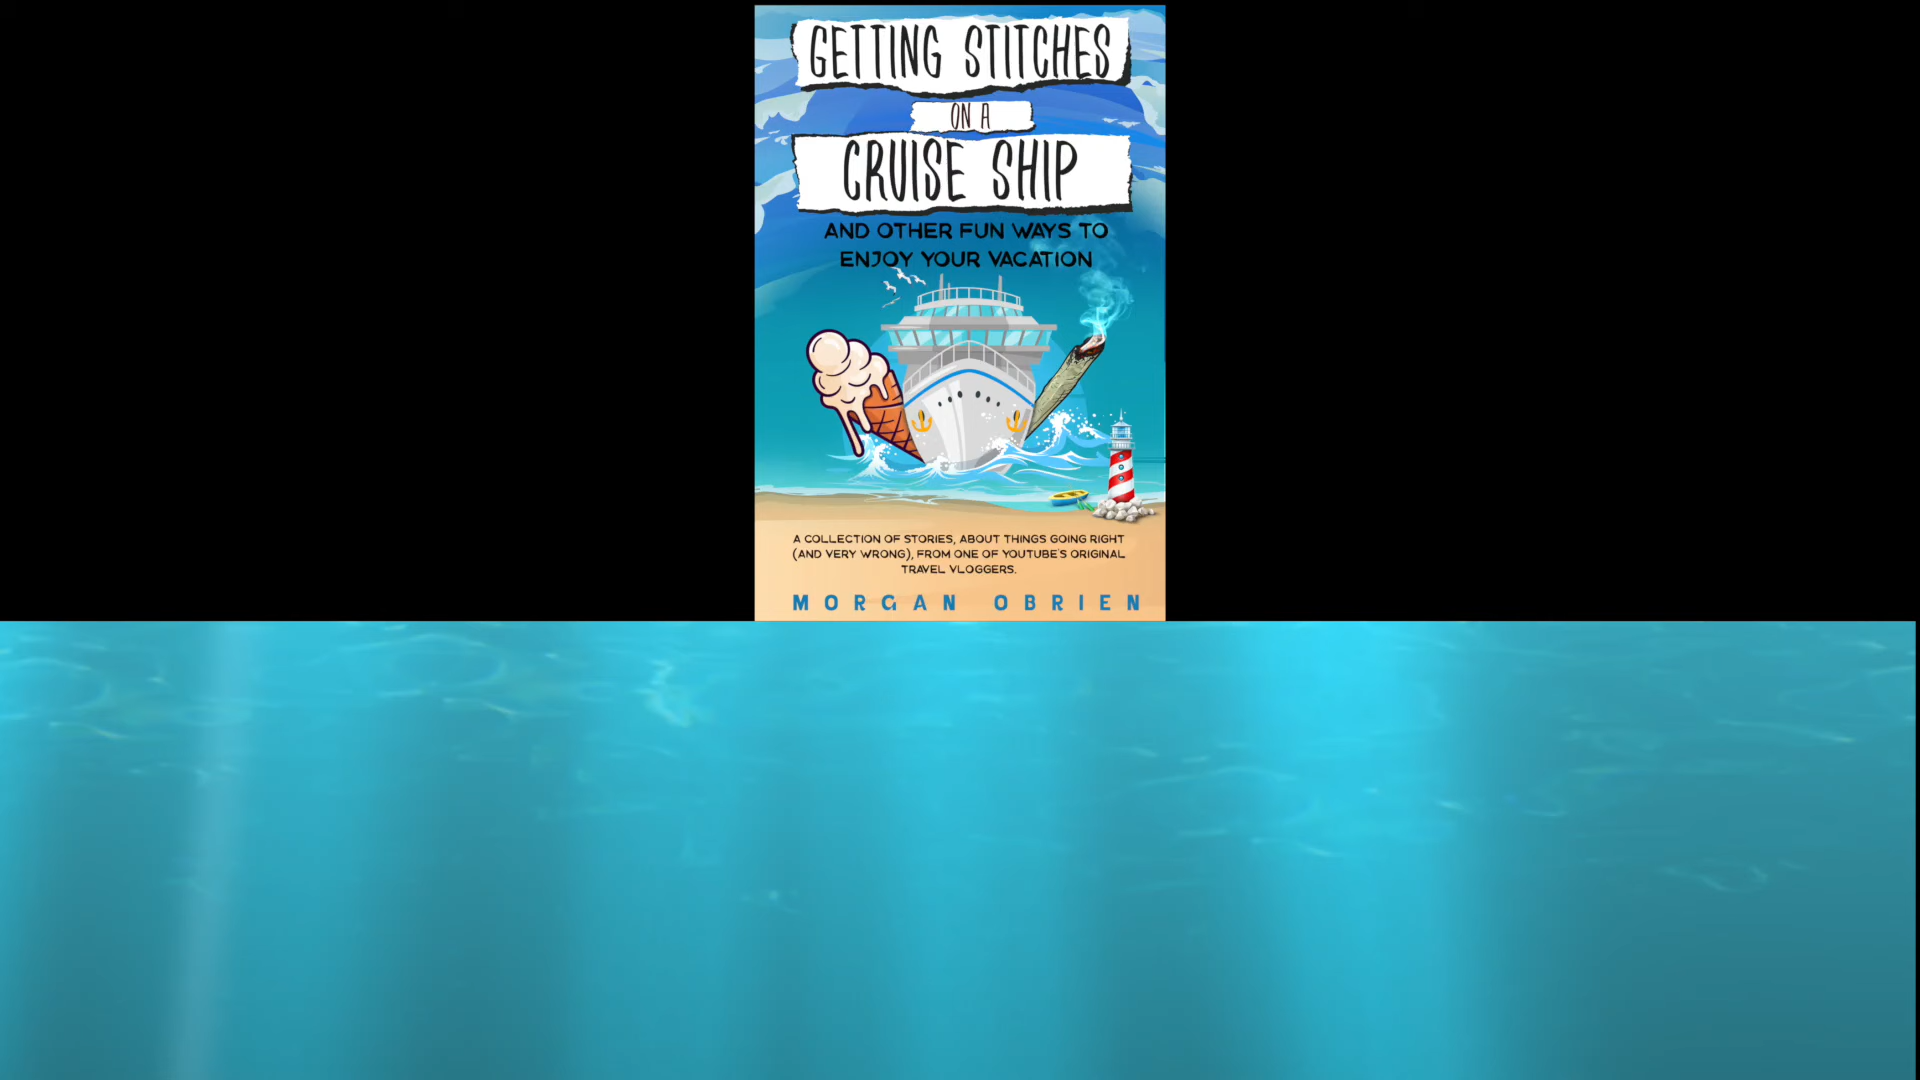 GETTING STITCHES
ON A
CRUISE SHIP
AND OTHER FUN WAYS TO
ENJOY YOUR VACATION
A COLLECTION OF STORIES, ABOUT THINGS GOING RIGHT
(AND VERY WRONG), FROM ONE OF YOUTUBE'S ORIGINAL
TRAVEL VLOGGERS.
MORGAN OBRIEN